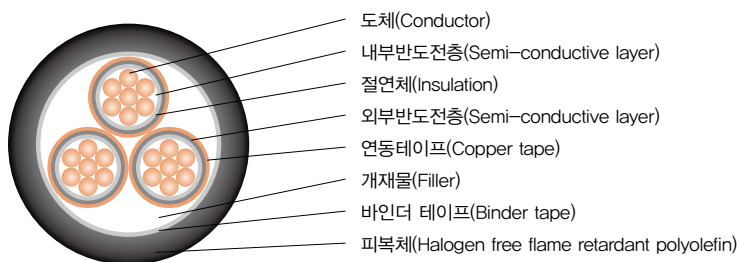 도체(Conductor)
내부반도전층(Semi-conductive layer)
절연체(Insulation)
외부반도전층(Semi-conductive layer)
연동테이프(Copper tape)
개재물(Filler)
바인더 테이프(Binder tape)
피복체(Halogen free flame retardant polyolefin)